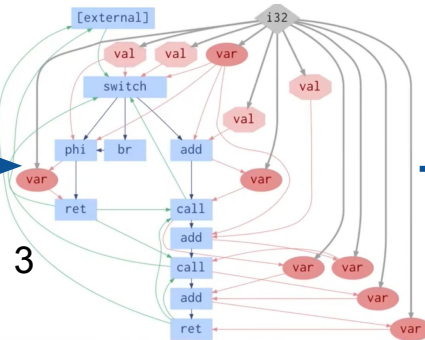 [external]
i32
val
val
var
switch
val
val
phi
br
add
var
var
ret
call
add
3
call
var
var
add
var
ret
var